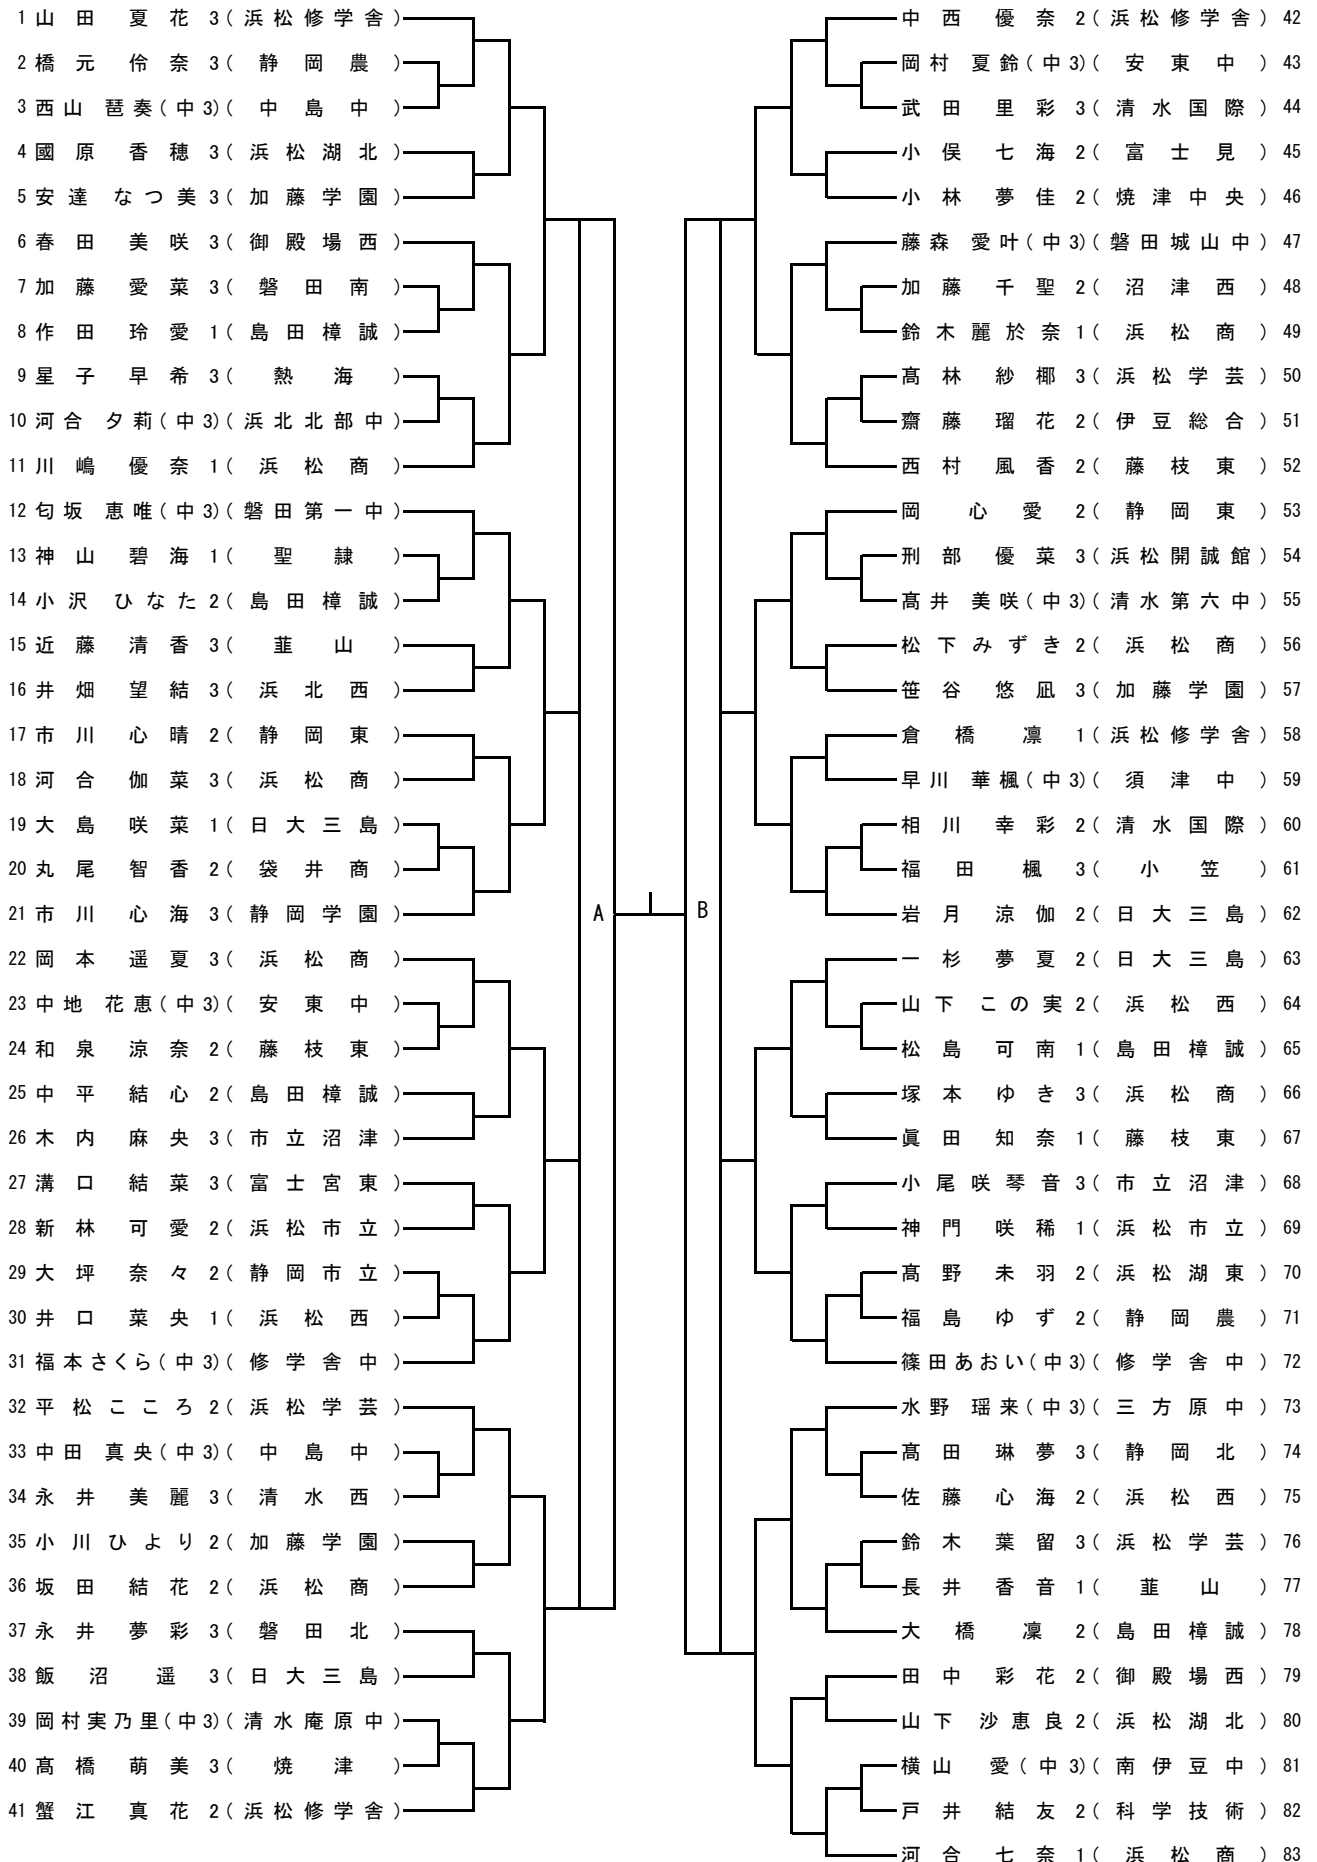 1 山田 夏花 3(浜松修学舎)
2 橋元 伶奈 3(静岡農)
3 西山 琶奏(中3)(中島中)
4 國原 香穂 3(浜松湖北)
5 安達 なつ美 3(加藤学園)
6 春田 美咲 3(御殿場西)
7 加藤 愛菜 3(磐田南)
8 作田 玲愛 1(島田樟誠)
9 星子 早希 3(熱海)
10 河合 夕莉(中3)(浜北北部中)
11 川嶋 優奈 1(浜松商)
12 匂坂 恵唯(中3)(磐田第一中)
13 神山 碧海 1(聖隷)
14 小沢 ひなた 2(島田樟誠)
15 近藤 清香 3(韮山)
16 井畑 望結 3(浜北西)
17 市川 心晴 2(静岡東)
18 河合 伽菜 3(浜松商)
19 大島 咲菜 1(日大三島)
20 丸尾 智香 2(袋井商)
21 市川 心海 3(静岡学園)
22 岡本 遥夏 3(浜松商)
23 中地 花恵(中3)(安東中)
24 和泉 涼奈 2(藤枝東)
25 中平 結心 2(島田樟誠)
26 木内 麻央 3(市立沼津)
27 溝口 結菜 3(富士宮東)
28 新林 可愛 2(浜松市立)
29 大坪 奈々 2(静岡市立)
30 井口 菜央 1(浜松西)
31 福本さくら(中3)(修学舎中)
32 平松こころ 2(浜松学芸)
33 中田 真央(中3)(中島中)
34 永井 美麗 3(清水西)
35 小川ひより 2(加藤学園)
36 坂田 結花 2(浜松商)
37 永井 夢彩 3(磐田北)
38 飯沼 遥 3(日大三島)
39 岡村実乃里(中3)(清水庵原中)
40 髙橋 萌美 3(焼津)
41 蟹江 真花 2(浜松修学舎)
A
B
中西 優奈 2(浜松修学舎) 42
岡村 夏鈴(中3)(安東中) 43
武田 里彩 3(清水国際) 44
小俣 七海 2(富士見) 45
小林 夢佳 2(焼津中央) 46
藤森 愛叶(中3)(磐田城山中) 47
加藤 千聖 2(沼津西) 48
鈴木麗於奈 1(浜松商) 49
髙林 紗椰 3(浜松学芸) 50
齋藤 瑠花 2(伊豆総合) 51
西村 風香 2(藤枝東) 52
岡 心愛 2(静岡東) 53
刑部 優菜 3(浜松開誠館) 54
髙井 美咲(中3)(清水第六中) 55
松下みずき 2(浜松商) 56
笹谷 悠凪 3(加藤学園) 57
倉橋 凛 1(浜松修学舎) 58
早川 華楓(中3)(須津中) 59
相川 幸彩 2(清水国際) 60
福田 楓 3(小笠) 61
岩月 涼伽 2(日大三島) 62
一杉 夢夏 2(日大三島) 63
山下 この実 2(浜松西) 64
松島 可南 1(島田樟誠) 65
塚本 ゆき 3(浜松商) 66
眞田 知奈 1(藤枝東) 67
小尾咲琴音 3(市立沼津) 68
神門 咲稀 1(浜松市立) 69
髙野 未羽 2(浜松湖東) 70
福島 ゆず 2(静岡農) 71
篠田あおい(中3)(修学舎中) 72
水野 瑶来(中3)(三方原中) 73
髙田 琳夢 3(静岡北) 74
佐藤 心海 2(浜松西) 75
鈴木 葉留 3(浜松学芸) 76
長井 香音 1(韮山) 77
大橋 凜 2(島田樟誠) 78
田中 彩花 2(御殿場西) 79
山下 沙恵良 2(浜松湖北) 80
横山 愛(中3)(南伊豆中) 81
戸井 結友 2(科学技術) 82
河合 七奈 1(浜松商) 83